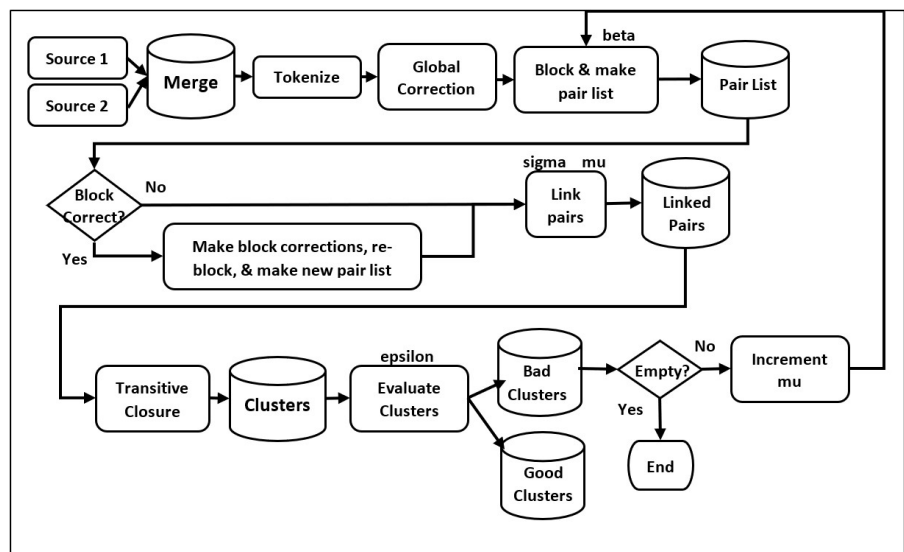 Source 1
Source 2
Merge
Tokenize
Global
Correction
beta
Block & make
pair list
Pair List
Block
Correct?
No
Yes
Make block corrections, re-
block, & make new pair list
sigma mu
Link
pairs
Linked
Pairs
Transitive
Closure
Clusters
epsilon
Evaluate
Clusters
Bad
Clusters
Good
Clusters
Empty?
No
Yes
Increment
mu
End